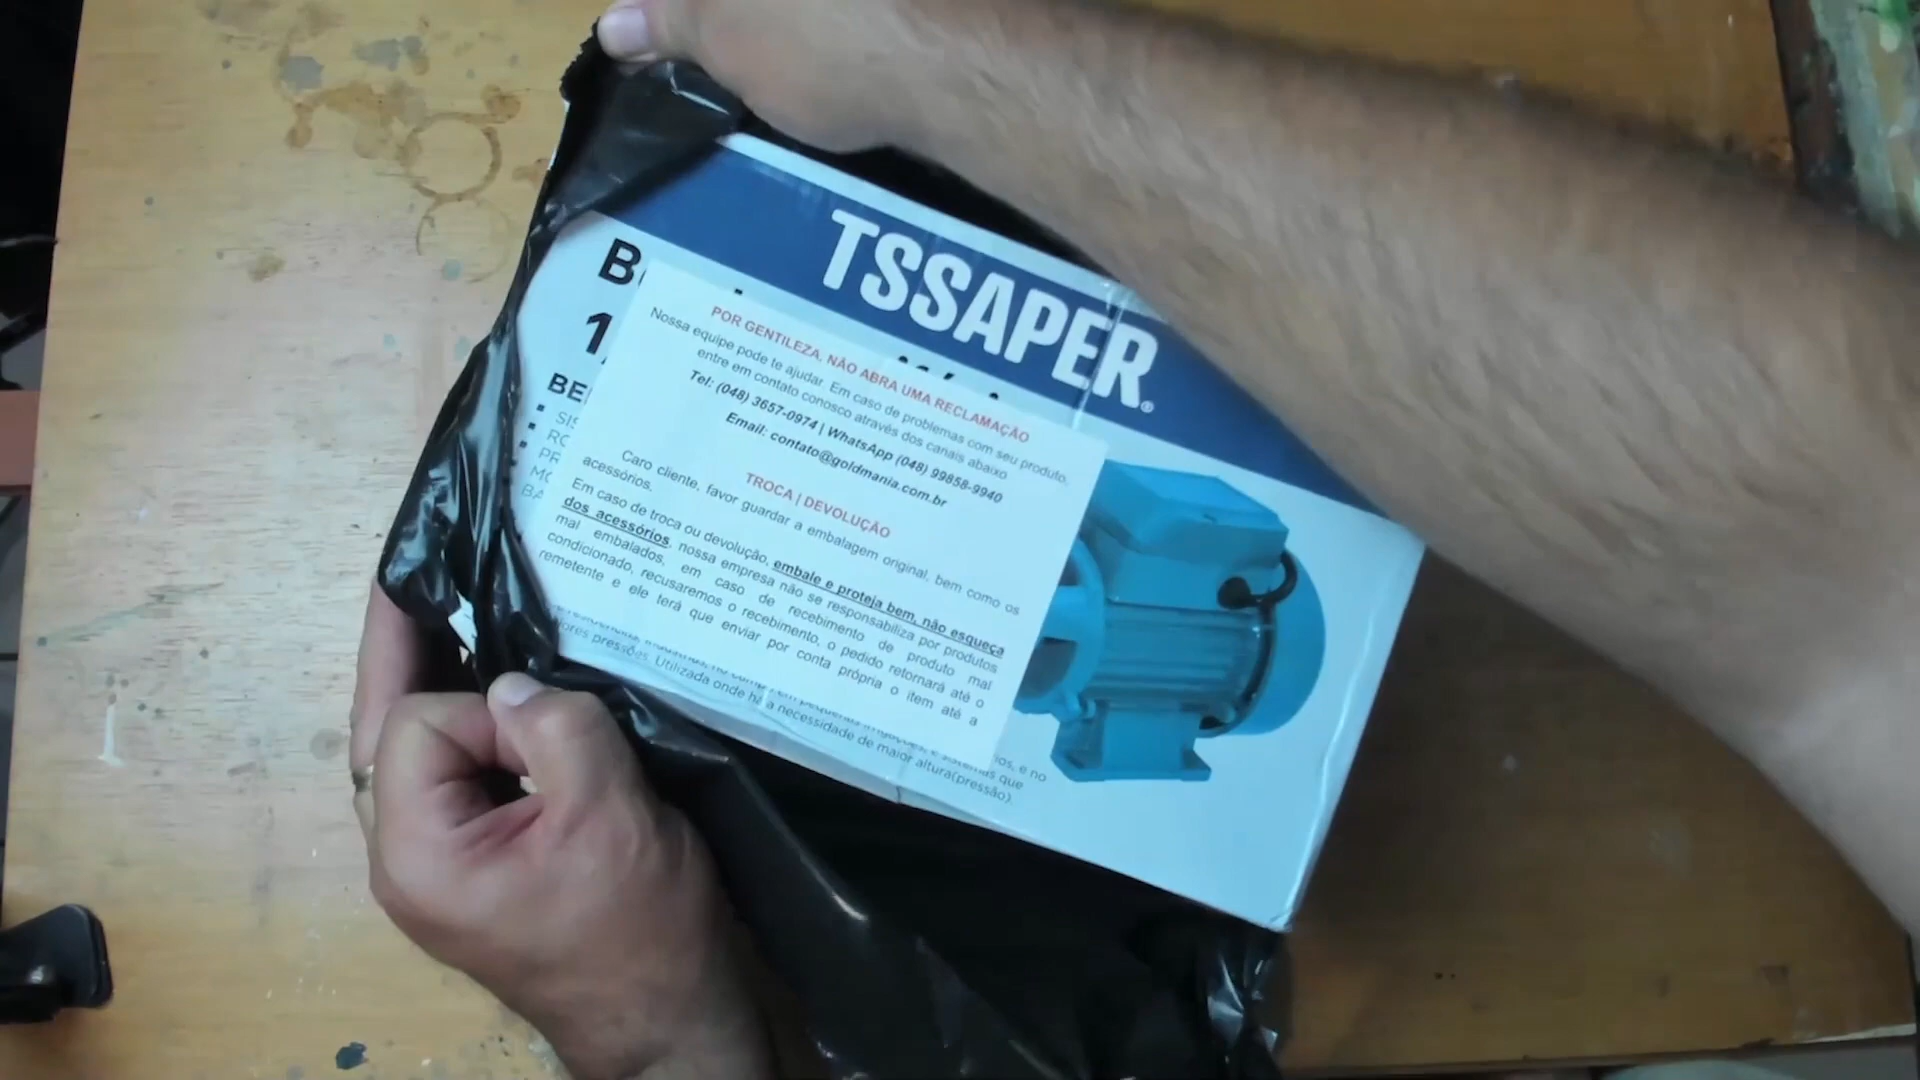 TSSAPER®
POR GENTILEZA, NÃO ABRA UMA RECLAMAÇÃO
Nossa equipe pode te ajudar. Em caso de problemas com seu produto,
entre em contato conosco através dos canais abaixo
Tel: (048) 3657-0974 | WhatsApp (048) 99858-9940
Email: contato@goldmania.com.br
TROCA | DEVOLUÇÃO
Caro cliente, favor guardar a embalagem original, bem como os
acessórios.
Em caso de troca ou devolução, embale e proteja bem, não esqueça
dos acessórios, nossa empresa não se responsabiliza por produtos
mal embalados, em caso de recebimento de produto mal
condicionado, recusaremos o recebimento, o pedido retornará até o
remetente e ele terá que enviar por conta própria o item até a
pressões. Utilizada onde há a necessidade de maior altura(pressão).